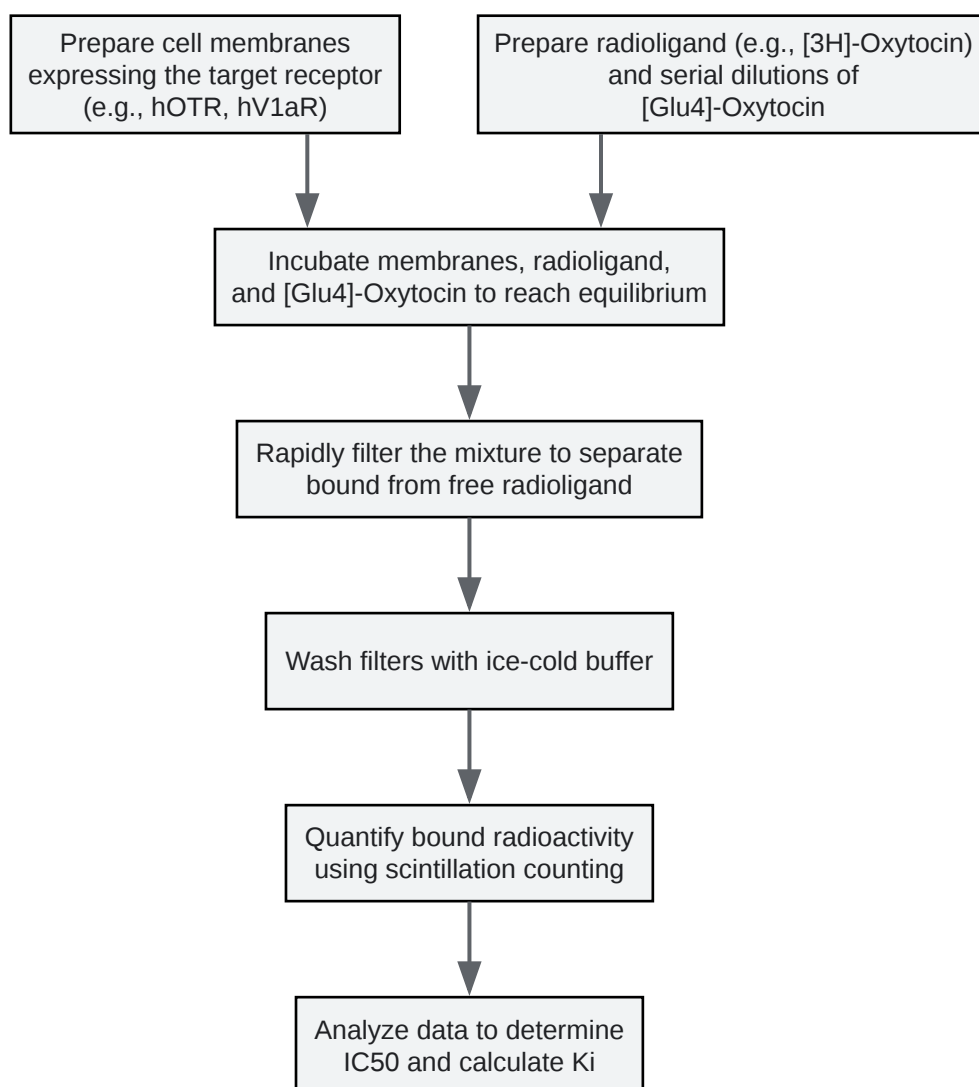 Prepare cell membranes
expressing the target receptor
(e.g., hOTR, hV1aR)
Prepare radioligand (e.g., [3H]-Oxytocin)
and serial dilutions of
[Glu4]-Oxytocin
Incubate membranes, radioligand,
and [Glu4]-Oxytocin to reach equilibrium
Rapidly filter the mixture to separate
bound from free radioligand
Wash filters with ice-cold buffer
Quantify bound radioactivity
using scintillation counting
Analyze data to determine
IC50 and calculate Ki